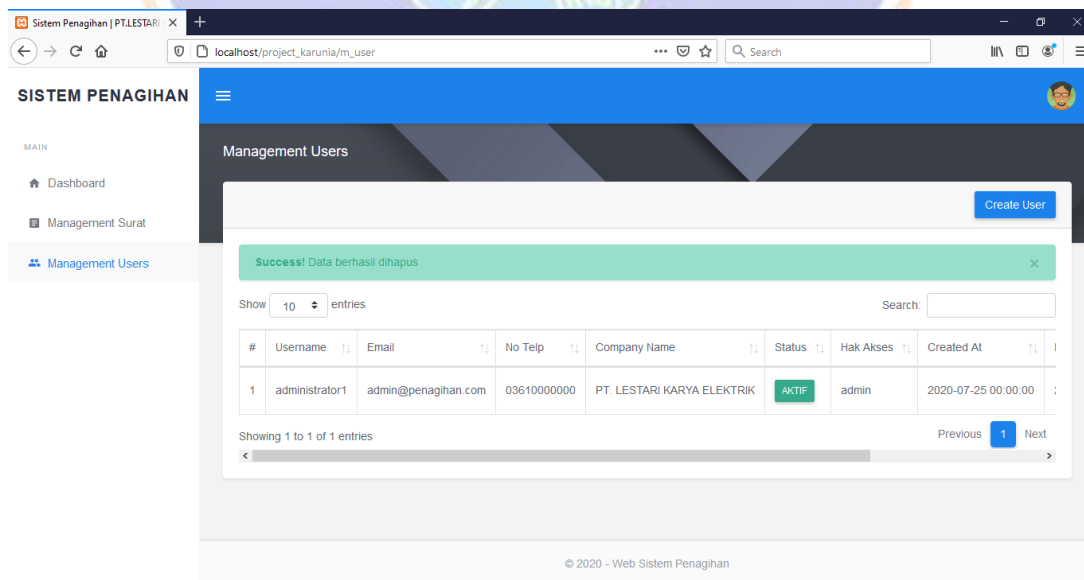 Sistem Penagihan | PT.LESTARI
localhost/project_karunia/m_user
Search
SISTEM PENAGIHAN
MAIN
Dashboard
Management Surat
Management Users
Management Users
Create User
Success! Data berhasil dihapus ×
Show 10 entries
Search:
# Username Email No Telp Company Name Status Hak Akses Created At
1 administrator1 admin@penagihan.com 03610000000 PT. LESTARI KARYA ELEKTRIK AKTIF admin 2020-07-25 00:00:00
Showing 1 to 1 of 1 entries
Previous 1 Next
© 2020 - Web Sistem Penagihan